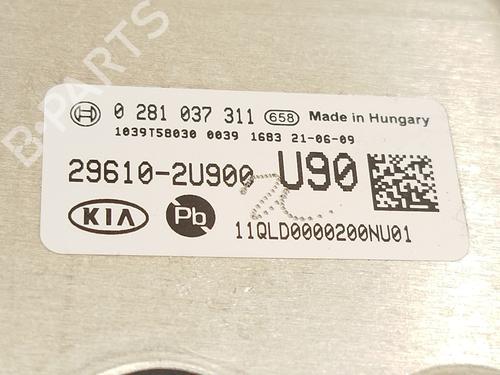 B-PARTS
0 281 037 311 658 Made in Hungary
1039T58030 0039 1683 21-06-09
29610-2U900 U90
KIA Pb 11QLD0000200NU01